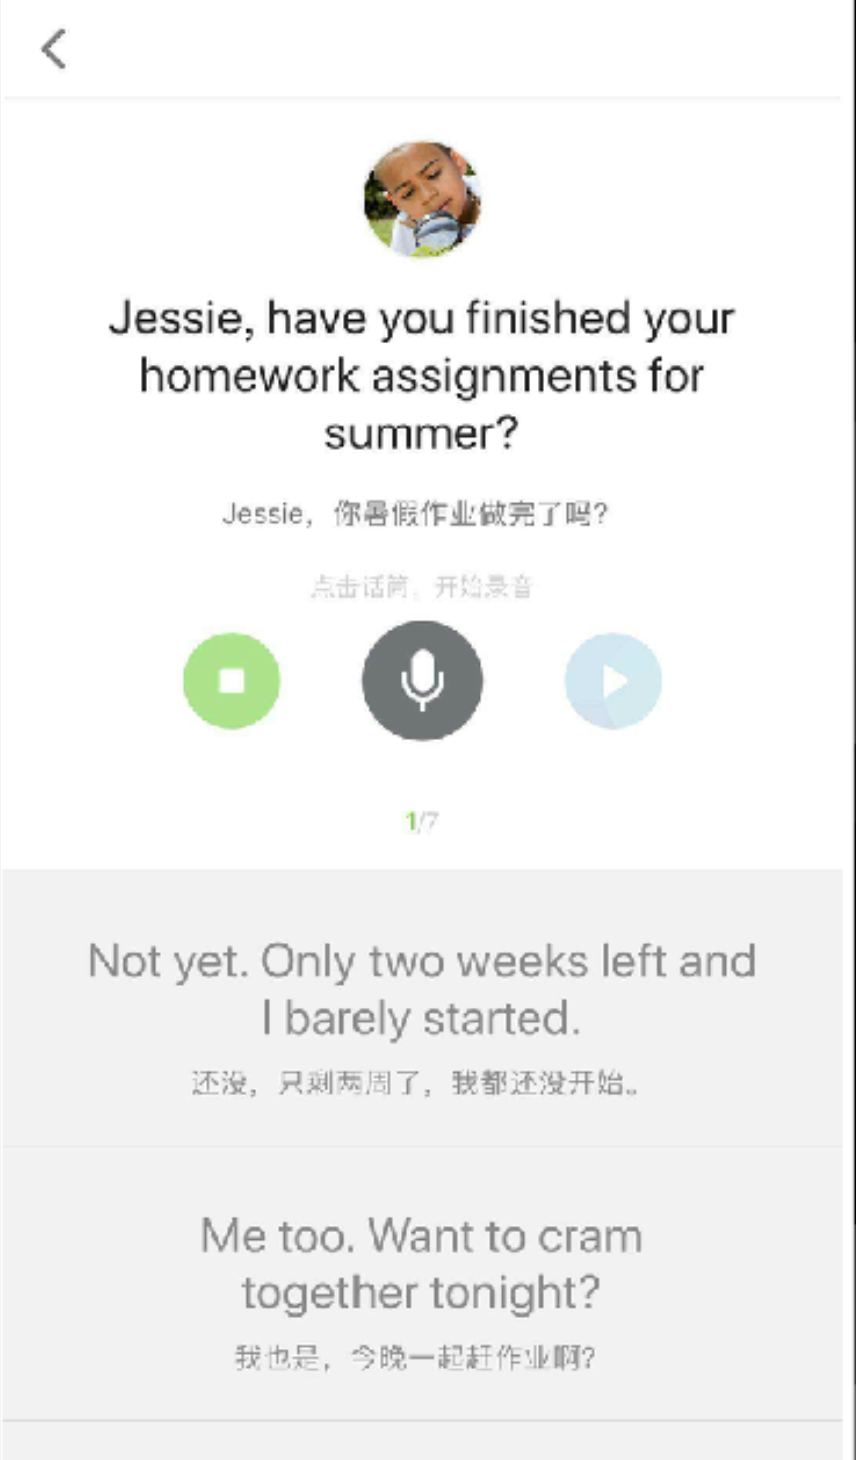 Jessie, have you finished your
homework assignments for
summer?
Jessie，你暑假作业做完了吗?
点击话筒，开始录音
1/7
Not yet. Only two weeks left and
I barely started.
还没，只剩两周了，我都还没开始。
Me too. Want to cram
together tonight?
我也是，今晚一起赶作业啊?